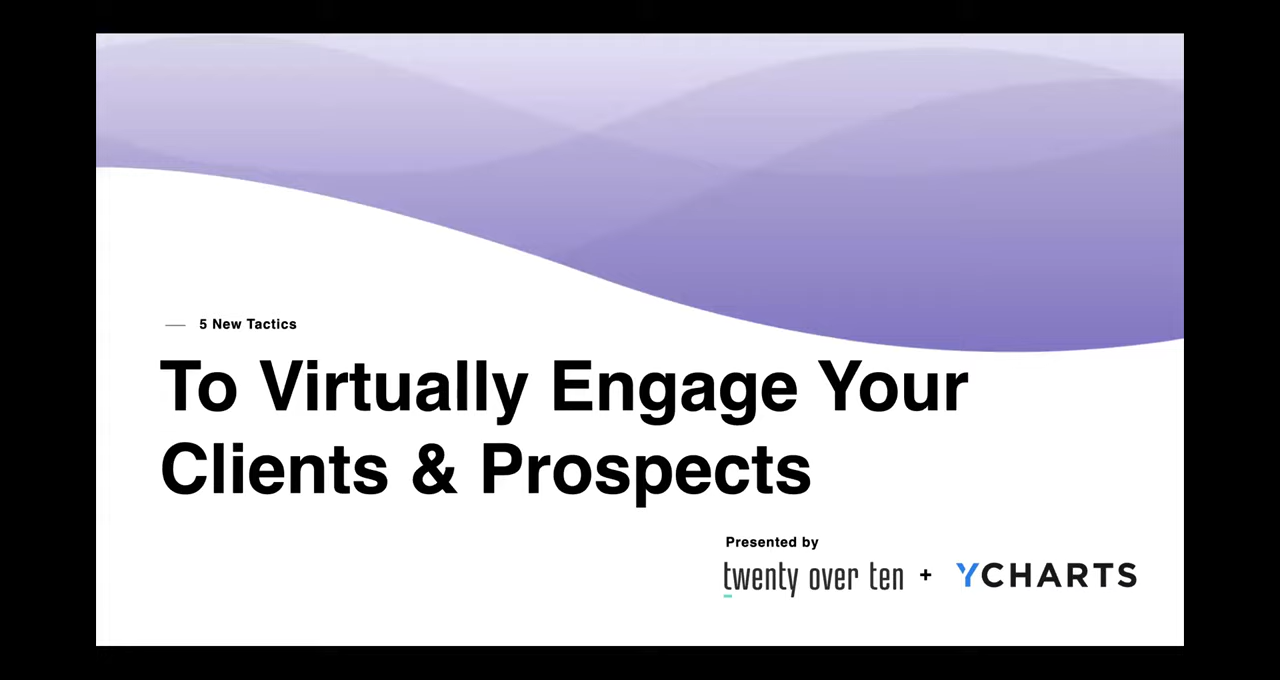 5 New Tactics
To Virtually Engage Your
Clients & Prospects
Presented by
twenty over ten + YCHARTS